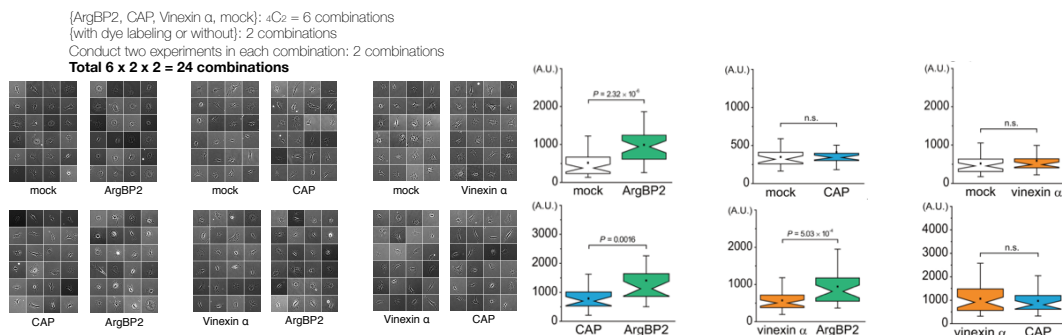 {ArgBP2, CAP, Vinexin α, mock}: ₄C₂ = 6 combinations
{with dye labeling or without}: 2 combinations
Conduct two experiments in each combination: 2 combinations
Total 6 x 2 x 2 = 24 combinations
mock ArgBP2 mock CAP mock Vinexin α
CAP ArgBP2 Vinexin α ArgBP2 Vinexin α CAP
(A.U.)
2000
1000
0
P = 2.32 × 10⁻⁶
mock ArgBP2
(A.U.)
1000
500
0
n.s.
mock CAP
(A.U.)
2000
1000
0
n.s.
mock vinexin α
(A.U.)
3000
2000
1000
0
P = 0.0016
CAP ArgBP2
(A.U.)
2000
1000
0
P = 5.03 × 10⁻⁴
vinexin α ArgBP2
(A.U.)
4000
3000
2000
1000
0
n.s.
vinexin α CAP